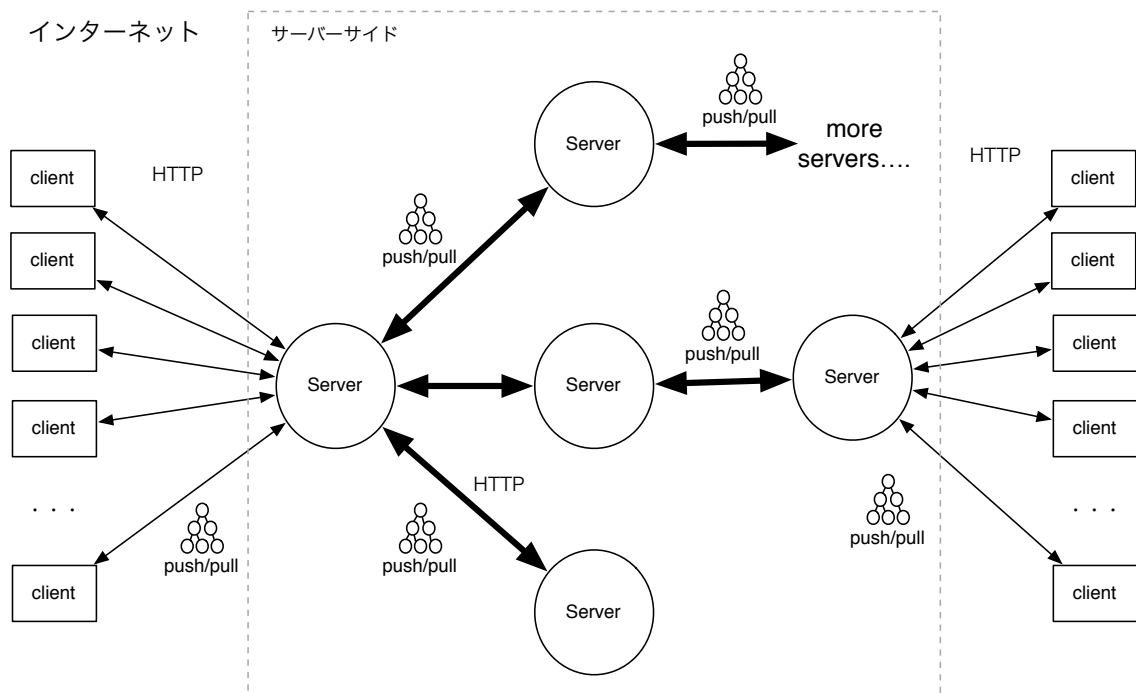 インターネット
サーバーサイド
push/pull
Server
more
servers....
HTTP
HTTP
client
client
push/pull
client
client
push/pull
client
client
Server
Server
Server
client
client
HTTP
. . .
. . .
push/pull
push/pull
push/pull
client
client
Server